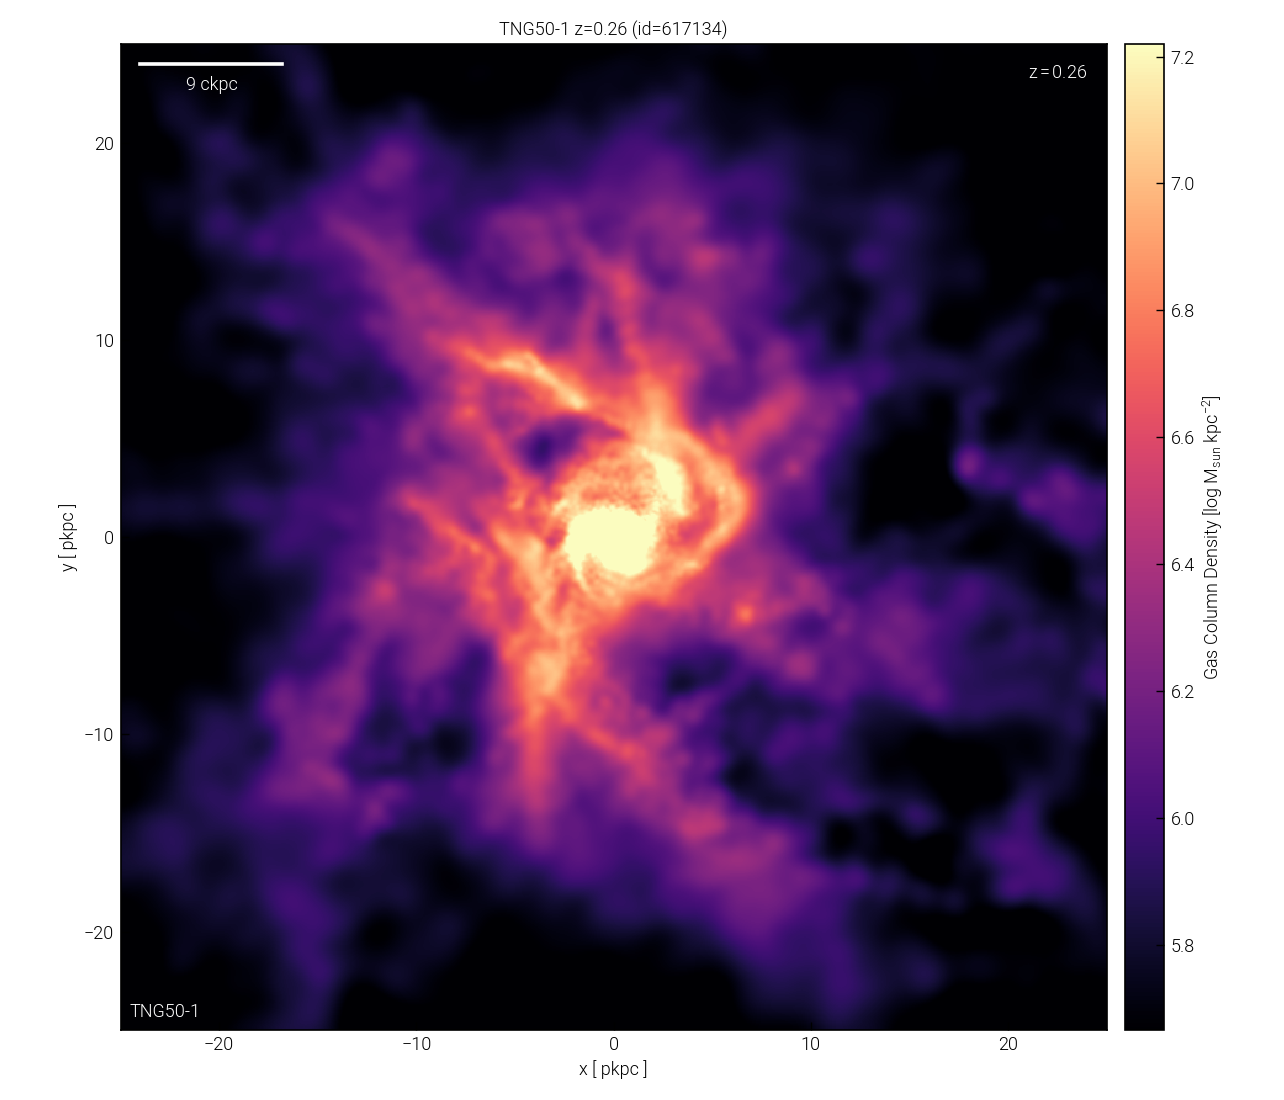 TNG50-1 z=0.26 (id=617134)
9 ckpc
z = 0.26
TNG50-1
y [ pkpc ]
20
10
0
−10
−20
−20
−10
0
10
20
x [ pkpc ]
7.2
7.0
6.8
6.6
6.4
6.2
6.0
5.8
Gas Column Density [log M_sun kpc^−2]